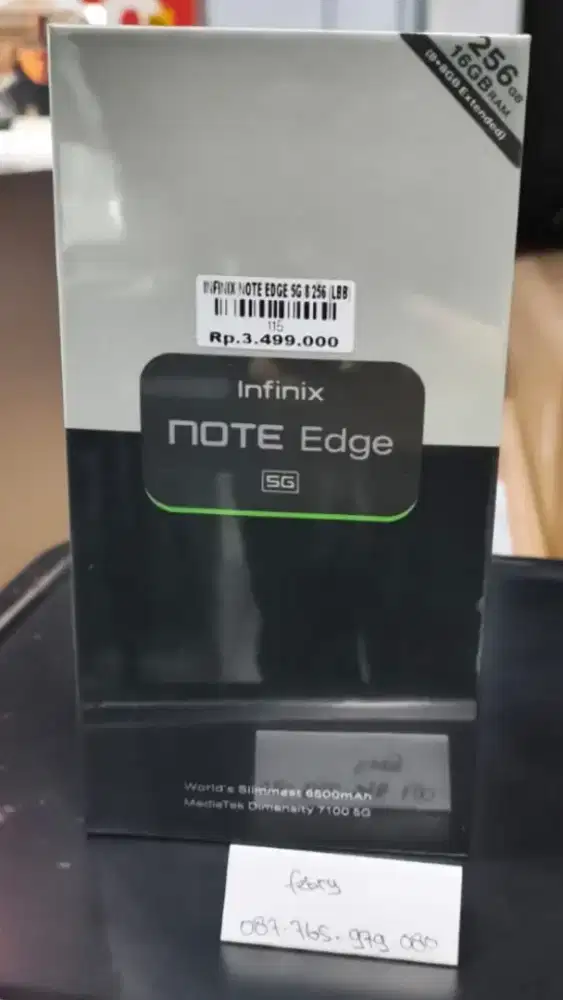 256 GB
16GB RAM
(8+8GB Extended)
INFINIX NOTE EDGE 5G 8 256 (LBB)
115
Rp.3.499.000
Infinix
NOTE Edge
5G
World's Slimmest 6500mAh
MediaTek Dimensity 7100 5G
febry
087-765-979 080